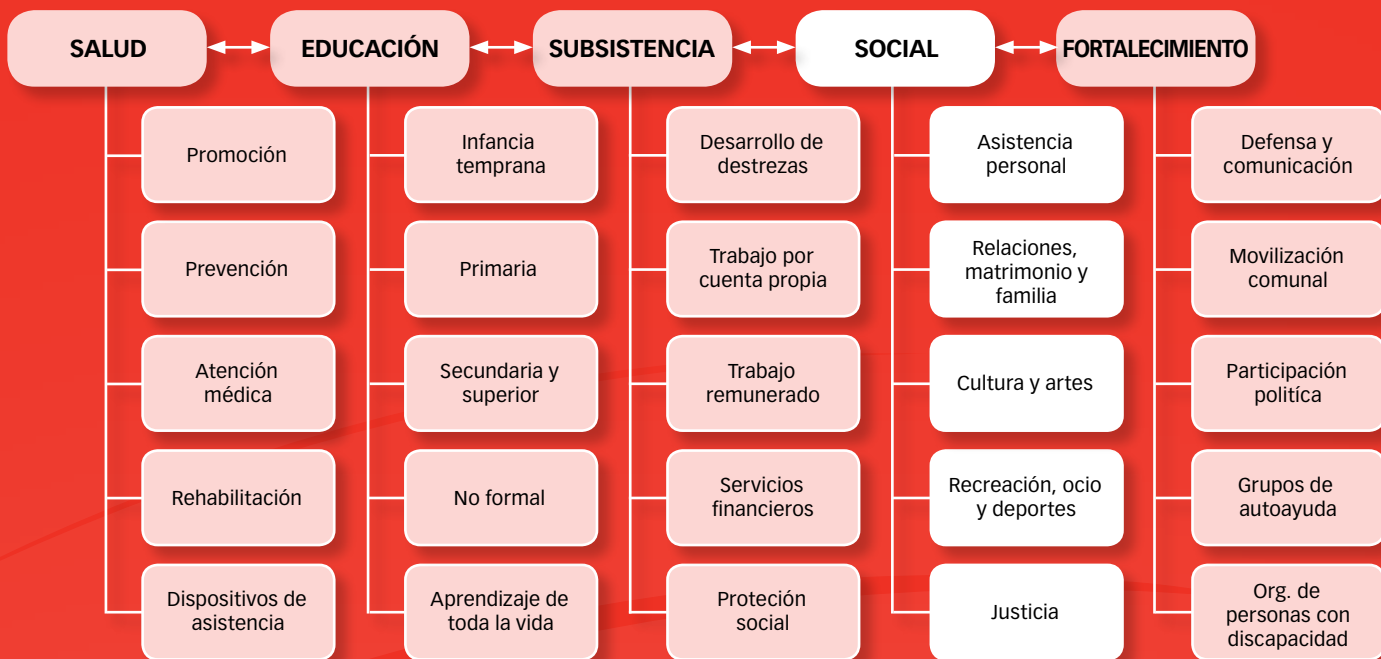 SALUD
EDUCACIÓN
SUBSISTENCIA
SOCIAL
FORTALECIMIENTO
Promoción
Prevención
Atención
médica
Rehabilitación
Dispositivos de
asistencia
Infancia
temprana
Primaria
Secundaria y
superior
No formal
Aprendizaje de
toda la vida
Desarrollo de
destrezas
Trabajo por
cuenta propia
Trabajo
remunerado
Servicios
financieros
Proteción
social
Asistencia
personal
Relaciones,
matrimonio y
familia
Cultura y artes
Recreación, ocio
y deportes
Justicia
Defensa y
comunicación
Movilización
comunal
Participación
politíca
Grupos de
autoayuda
Org. de
personas con
discapacidad